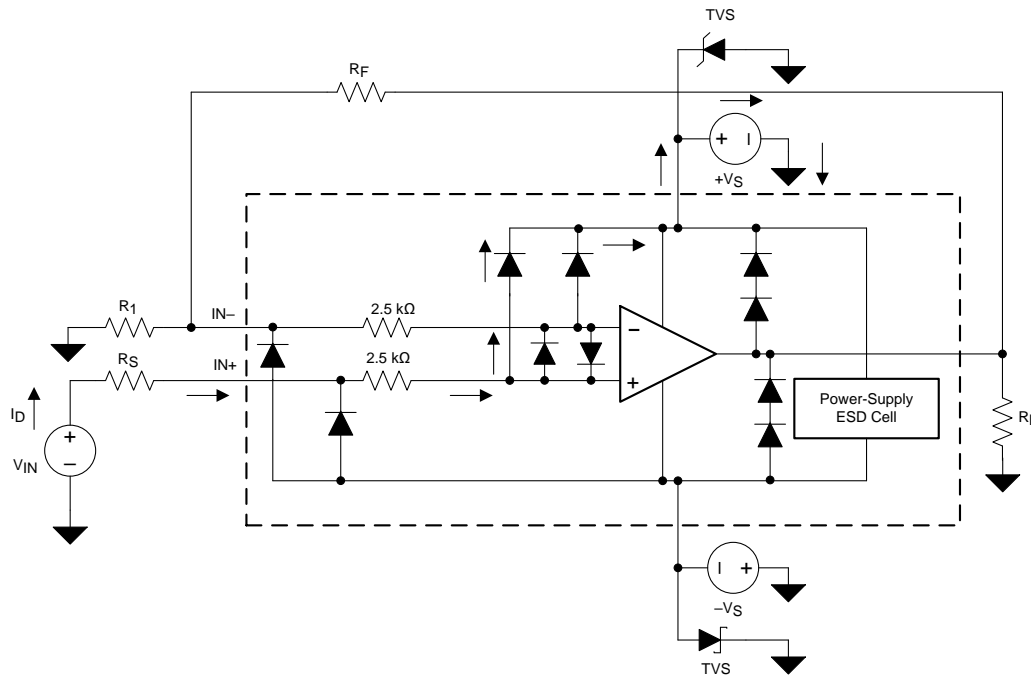 TVS
RF
+ –
+VS
R1
IN–
2.5 kΩ
RS
IN+
2.5 kΩ
–
+
ID
+
–
VIN
Power-Supply
ESD Cell
– +
–VS
TVS